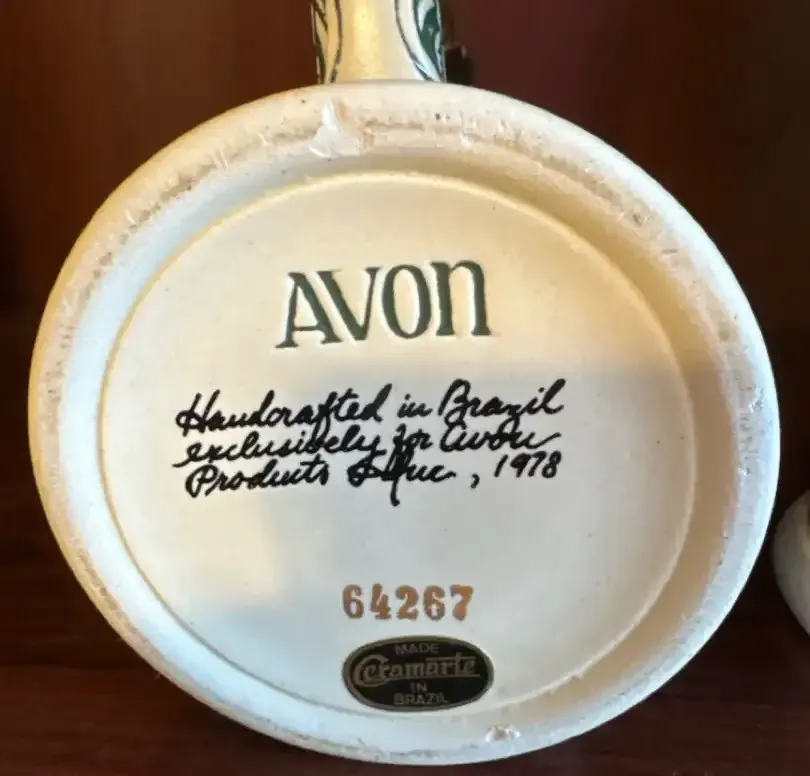 AVON
Handcrafted in Brazil
exclusively for Avon
Products Inc., 1978
64267
MADE
Ceramarte
IN
BRAZIL